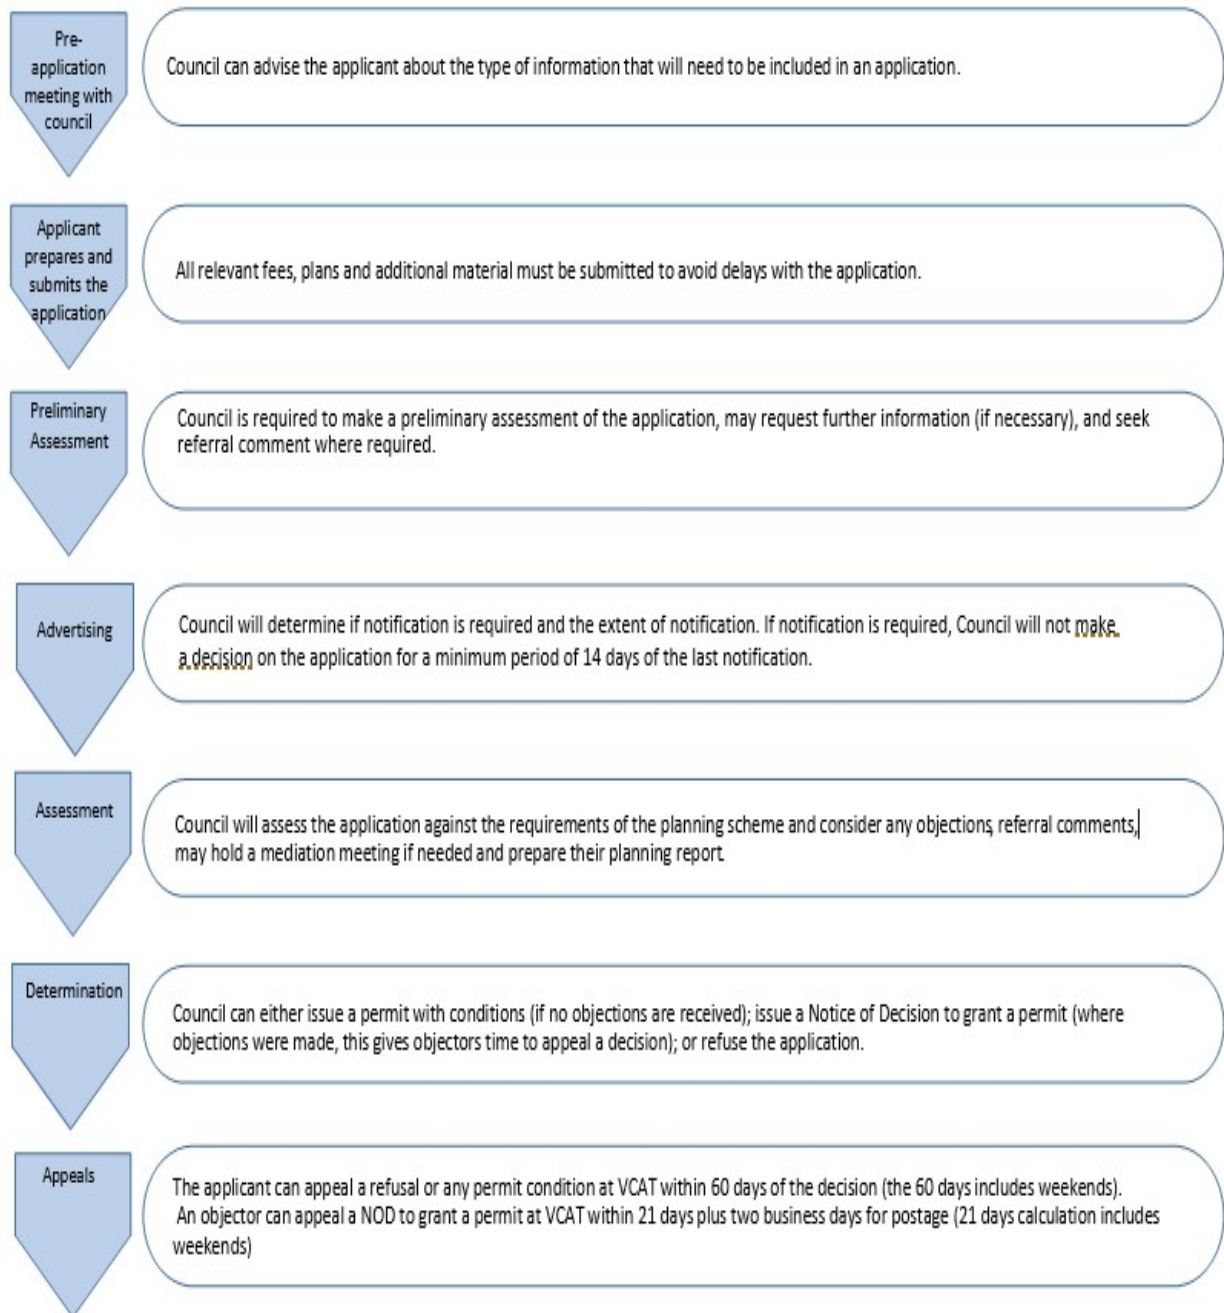 Pre-
application
meeting with
council
Council can advise the applicant about the type of information that will need to be included in an application.
Applicant
prepares and
submits the
application
All relevant fees, plans and additional material must be submitted to avoid delays with the application.
Preliminary
Assessment
Council is required to make a preliminary assessment of the application, may request further information (if necessary), and seek
referral comment where required.
Advertising
Council will determine if notification is required and the extent of notification. If notification is required, Council will not make
a decision on the application for a minimum period of 14 days of the last notification.
Assessment
Council will assess the application against the requirements of the planning scheme and consider any objections, referral comments,
may hold a mediation meeting if needed and prepare their planning report.
Determination
Council can either issue a permit with conditions (if no objections are received); issue a Notice of Decision to grant a permit (where
objections were made, this gives objectors time to appeal a decision); or refuse the application.
Appeals
The applicant can appeal a refusal or any permit condition at VCAT within 60 days of the decision (the 60 days includes weekends).
An objector can appeal a NOD to grant a permit at VCAT within 21 days plus two business days for postage (21 days calculation includes
weekends)